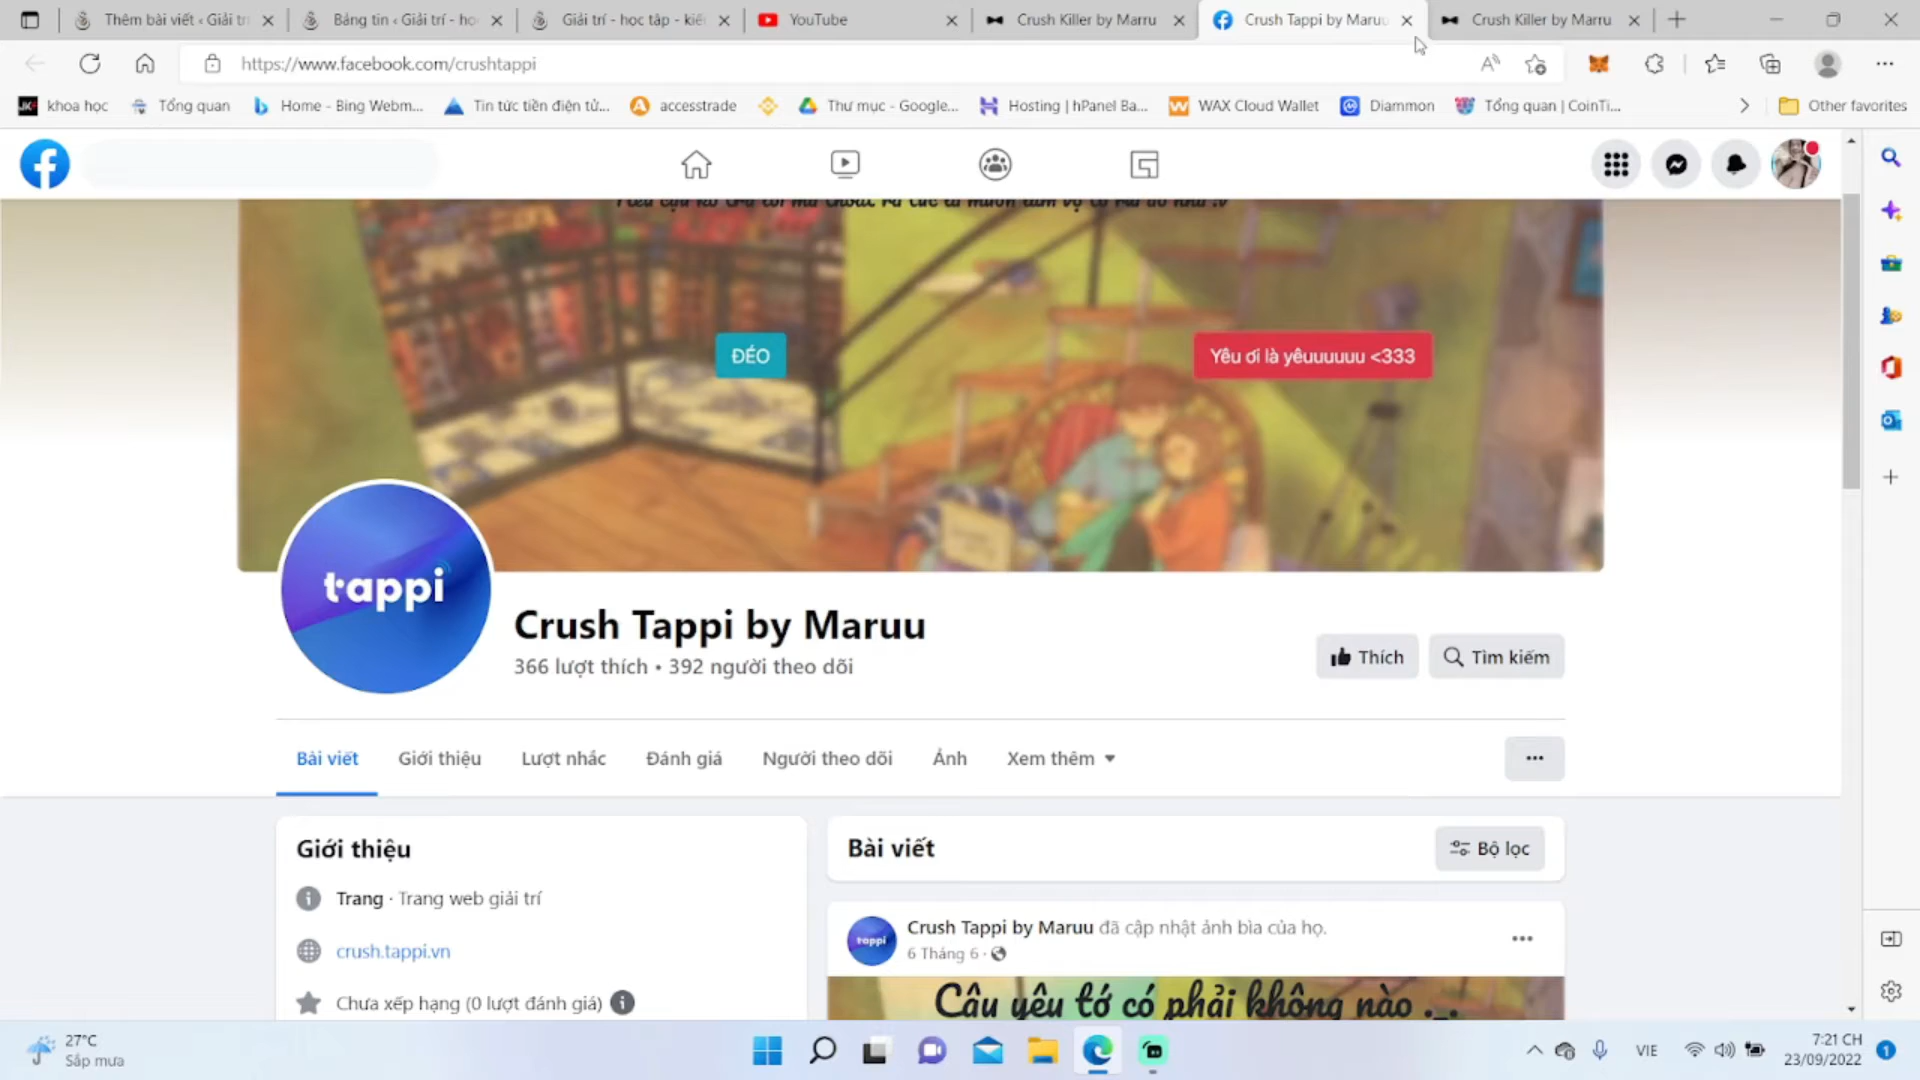 Thêm bài viết ‹ Giải trí
Bảng tin ‹ Giải trí - họ
Giải trí - học tập - kiế
YouTube
Crush Killer by Marru
Crush Tappi by Maruu
Crush Killer by Marru
https://www.facebook.com/crushtappi
khoa học
Tổng quan
Home - Bing Webm...
Tin tức tiền điện tử...
accesstrade
Thư mục - Google...
Hosting | hPanel Ba...
WAX Cloud Wallet
Diammon
Tổng quan | CoinTi...
Other favorites
ĐÉO
Yêu ơi là yêuuuuuu <333
tappi
Crush Tappi by Maruu
366 lượt thích • 392 người theo dõi
Thích
Tìm kiếm
Bài viết
Giới thiệu
Lượt nhắc
Đánh giá
Người theo dõi
Ảnh
Xem thêm
Giới thiệu
Trang · Trang web giải trí
crush.tappi.vn
Chưa xếp hạng (0 lượt đánh giá)
Bài viết
Bộ lọc
tappi
Crush Tappi by Maruu đã cập nhật ảnh bìa của họ.
6 Tháng 6 ·
Câu yêu tớ có phải không nào ._.
27°C
Sắp mưa
VIE
7:21 CH
23/09/2022
1